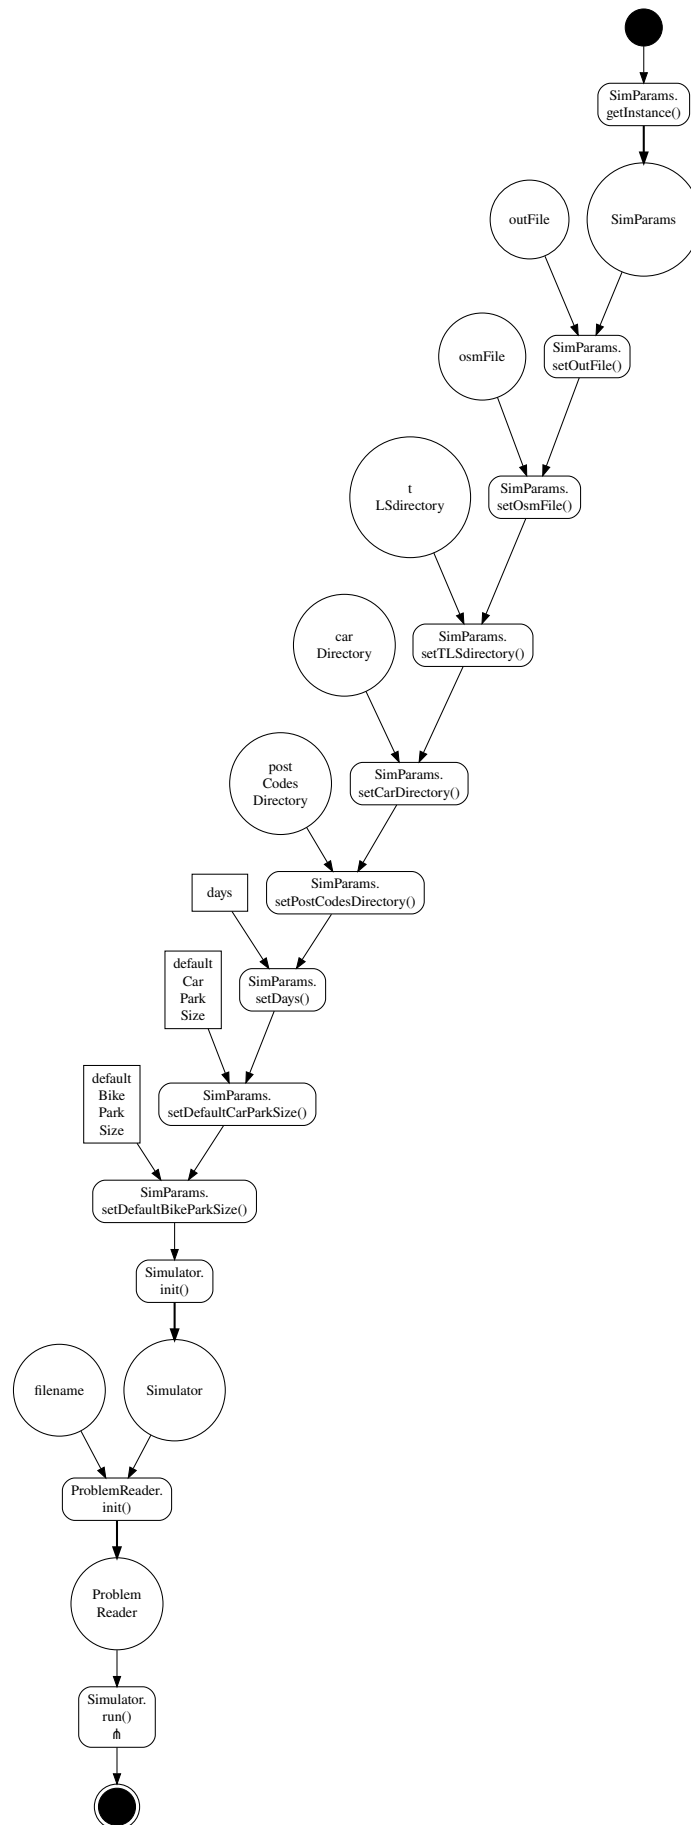 SimParams.
getInstance()
outFile
SimParams
SimParams.
setOutFile()
osmFile
SimParams.
setOsmFile()
t
LSdirectory
SimParams.
setTLSdirectory()
car
Directory
SimParams.
setCarDirectory()
post
Codes
Directory
SimParams.
setPostCodesDirectory()
days
SimParams.
setDays()
default
Car
Park
Size
SimParams.
setDefaultCarParkSize()
default
Bike
Park
Size
SimParams.
setDefaultBikeParkSize()
Simulator.
init()
filename
Simulator
ProblemReader.
init()
Problem
Reader
Simulator.
run()
⋔